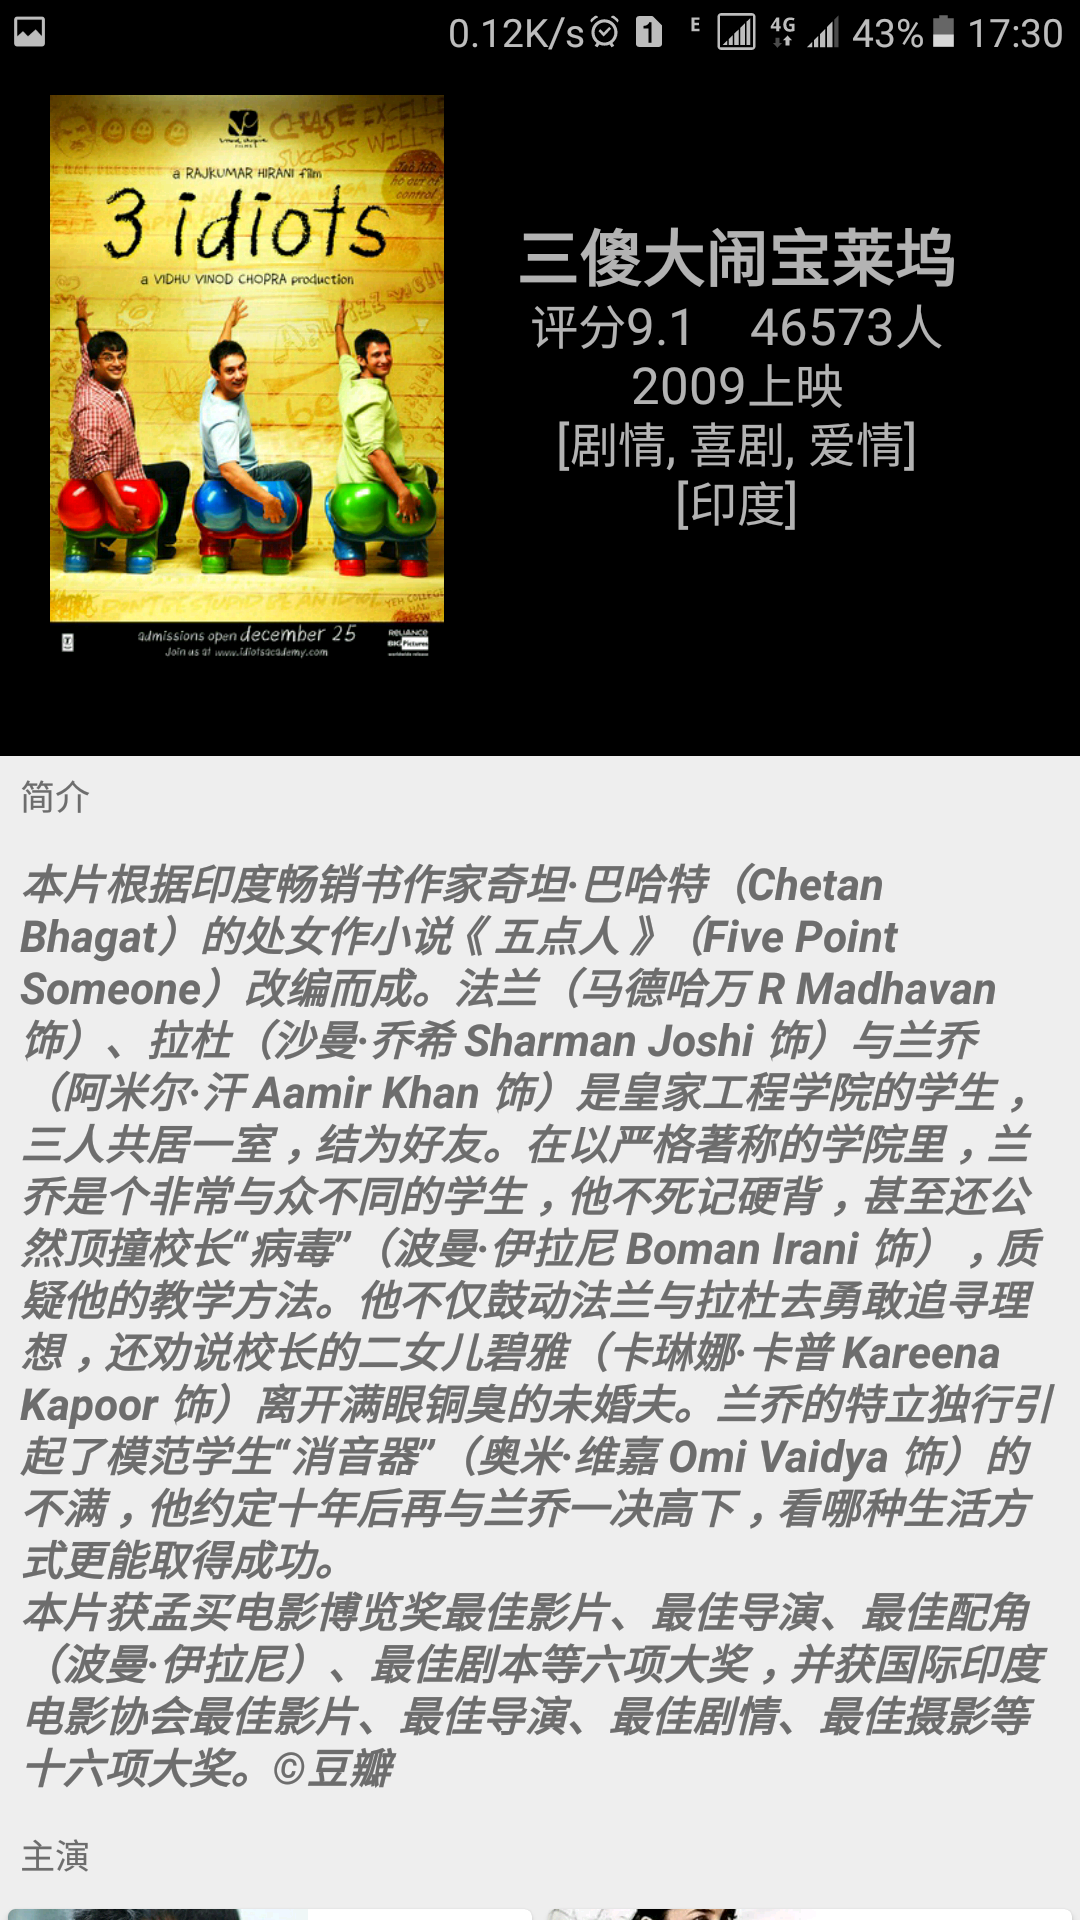 0.12K/s 1 E 4G 43% 17:30
CHASE EXCELLE
SUCCESS WILL
a RAJKUMAR HIRANI film
3 idiots
a VIDHU VINOD CHOPRA production
admissions open december 25
Join us at www.idiotsacademy.com
RELIANCE
BIG Pictures
三傻大闹宝莱坞
评分9.1 46573人
2009上映
[剧情, 喜剧, 爱情]
[印度]
简介
本片根据印度畅销书作家奇坦·巴哈特（Chetan
Bhagat）的处女作小说《 五点人 》（Five Point
Someone）改编而成。法兰（马德哈万 R Madhavan
饰）、拉杜（沙曼·乔希 Sharman Joshi 饰）与兰乔
（阿米尔·汗 Aamir Khan 饰）是皇家工程学院的学生，
三人共居一室，结为好友。在以严格著称的学院里，兰
乔是个非常与众不同的学生，他不死记硬背，甚至还公
然顶撞校长“病毒”（波曼·伊拉尼 Boman Irani 饰），质
疑他的教学方法。他不仅鼓动法兰与拉杜去勇敢追寻理
想，还劝说校长的二女儿碧雅（卡琳娜·卡普 Kareena
Kapoor 饰）离开满眼铜臭的未婚夫。兰乔的特立独行引
起了模范学生“消音器”（奥米·维嘉 Omi Vaidya 饰）的
不满，他约定十年后再与兰乔一决高下，看哪种生活方
式更能取得成功。
本片获孟买电影博览奖最佳影片、最佳导演、最佳配角
（波曼·伊拉尼）、最佳剧本等六项大奖，并获国际印度
电影协会最佳影片、最佳导演、最佳剧情、最佳摄影等
十六项大奖。©豆瓣
主演